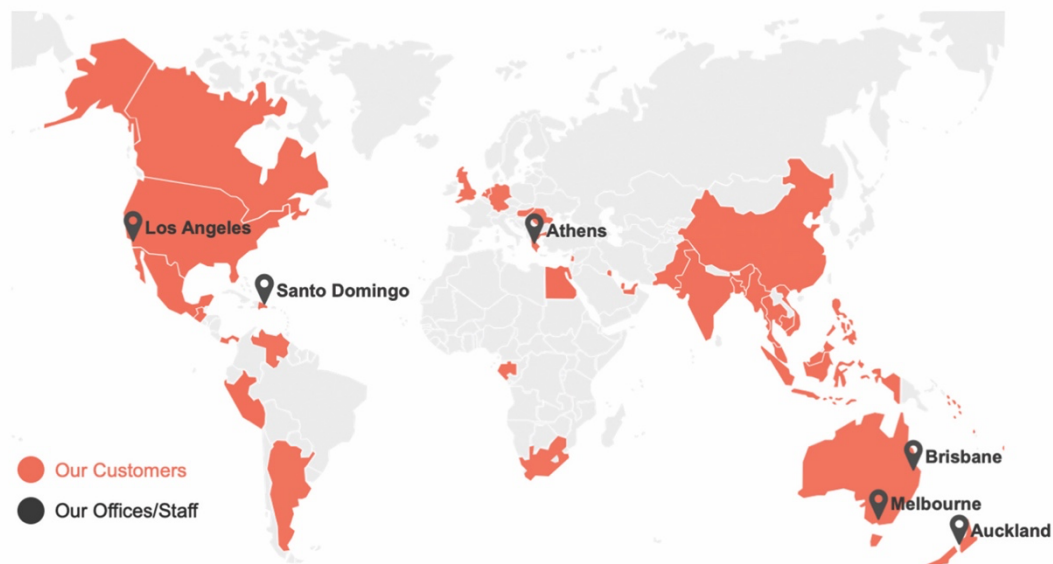 Los Angeles
Athens
Santo Domingo
Brisbane
Our Customers
Melbourne
Our Offices/Staff
Auckland